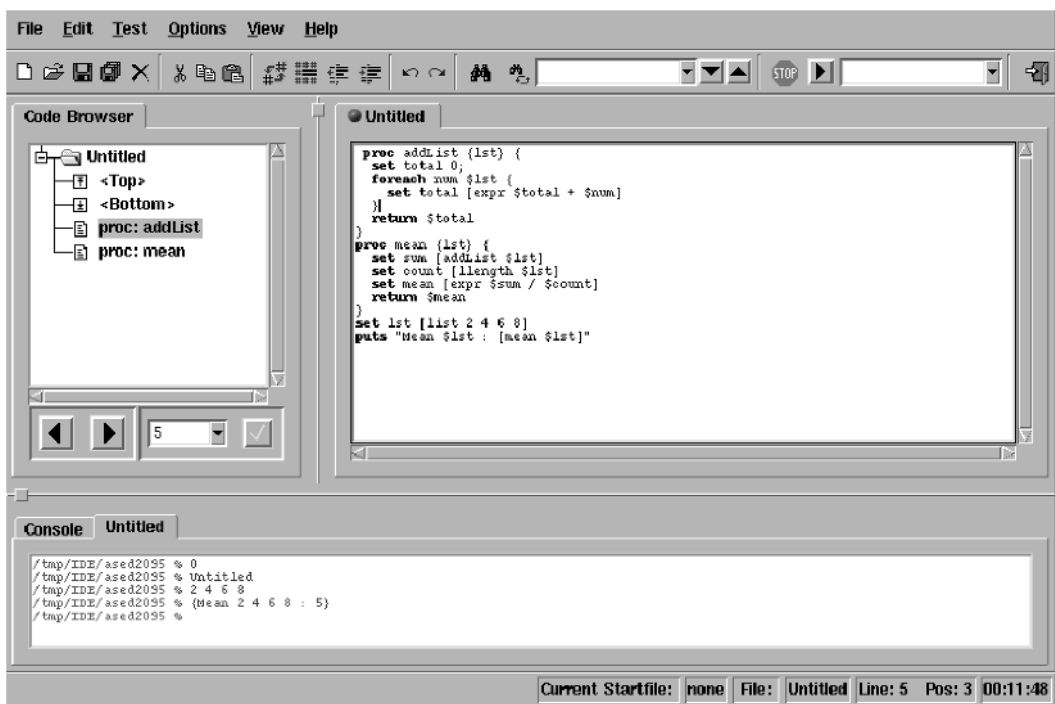 File Edit Test Options View Help
STOP
Code Browser
Untitled
<Top>
<Bottom>
proc: addList
proc: mean
5
Untitled
proc addList {lst} {
set total 0;
foreach num $lst {
set total [expr $total + $num]
}
return $total
}
proc mean {lst} {
set sum [addList $lst]
set count [llength $lst]
set mean [expr $sum / $count]
return $mean
}
set lst [list 2 4 6 8]
puts "Mean $lst : [mean $lst]"
Console Untitled
/tmp/IDE/ased2095 % 0
/tmp/IDE/ased2095 % Untitled
/tmp/IDE/ased2095 % 2 4 6 8
/tmp/IDE/ased2095 % {Mean 2 4 6 8 : 5}
/tmp/IDE/ased2095 %
Current Startfile: none File: Untitled Line: 5 Pos: 3 00:11:48